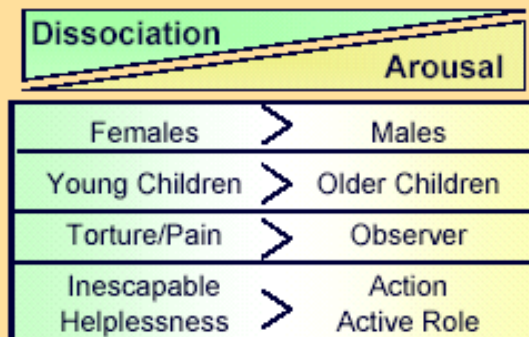 Dissociation
Arousal
Females > Males
Young Children > Older Children
Torture/Pain > Observer
Inescapable Helplessness > Action Active Role